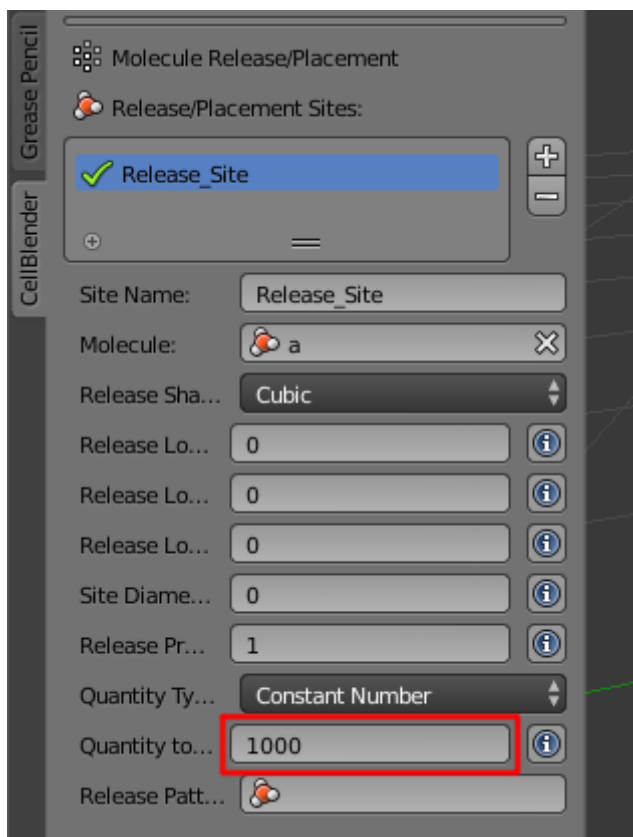 Grease Pencil
CellBlender
Molecule Release/Placement
Release/Placement Sites:
Release_Site
Site Name: Release_Site
Molecule: a
Release Sha... Cubic
Release Lo... 0
Release Lo... 0
Release Lo... 0
Site Diame... 0
Release Pr... 1
Quantity Ty... Constant Number
Quantity to... 1000
Release Patt...